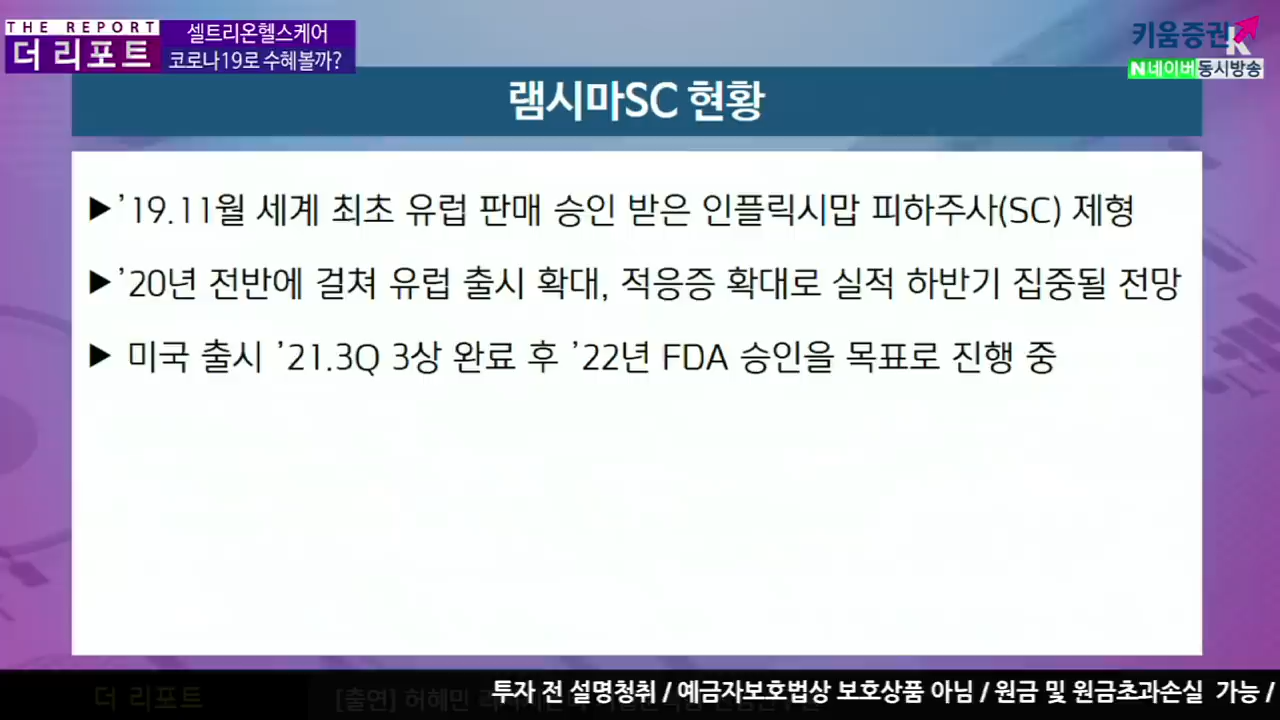 THE REPORT
더 리포트
셀트리온헬스케어
코로나19로 수혜볼까?
키움증권
N 네이버 동시방송
램시마SC 현황
▶’19.11월 세계 최초 유럽 판매 승인 받은 인플릭시맙 피하주사(SC) 제형
▶’20년 전반에 걸쳐 유럽 출시 확대, 적응증 확대로 실적 하반기 집중될 전망
▶ 미국 출시 ’21.3Q 3상 완료 후 ’22년 FDA 승인을 목표로 진행 중
더 리포트
[출연] 허혜민
투자 전 설명청취 / 예금자보호법상 보호상품 아님 / 원금 및 원금초과손실 가능 /